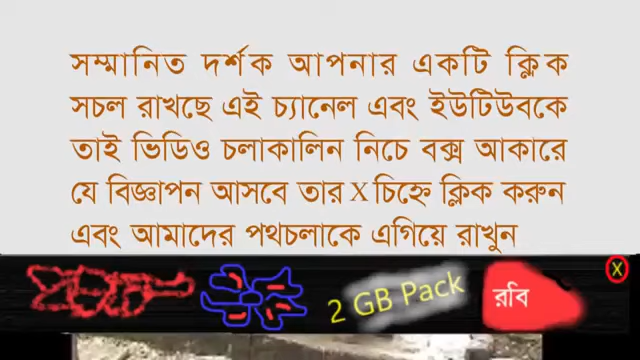 সম্মানিত দর্শক আপনার একটি ক্লিক
সচল রাখছে এই চ্যানেল এবং ইউটিউবকে
তাই ভিডিও চলাকালিন নিচে বক্স আকারে
যে বিজ্ঞাপন আসবে তার X চিহ্নে ক্লিক করুন
এবং আমাদের পথচলাকে এগিয়ে রাখুন
2 GB Pack
রবি
X